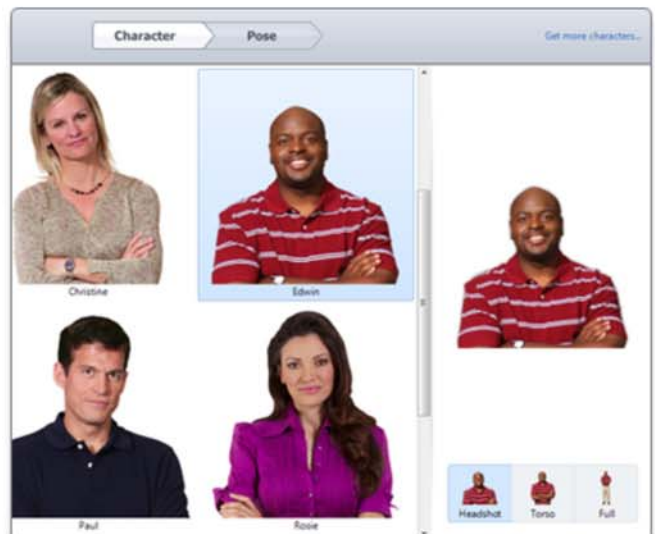 Character
Pose
Get more characters...
Christine
Edwin
Paul
Rosie
Headshot
Torso
Full